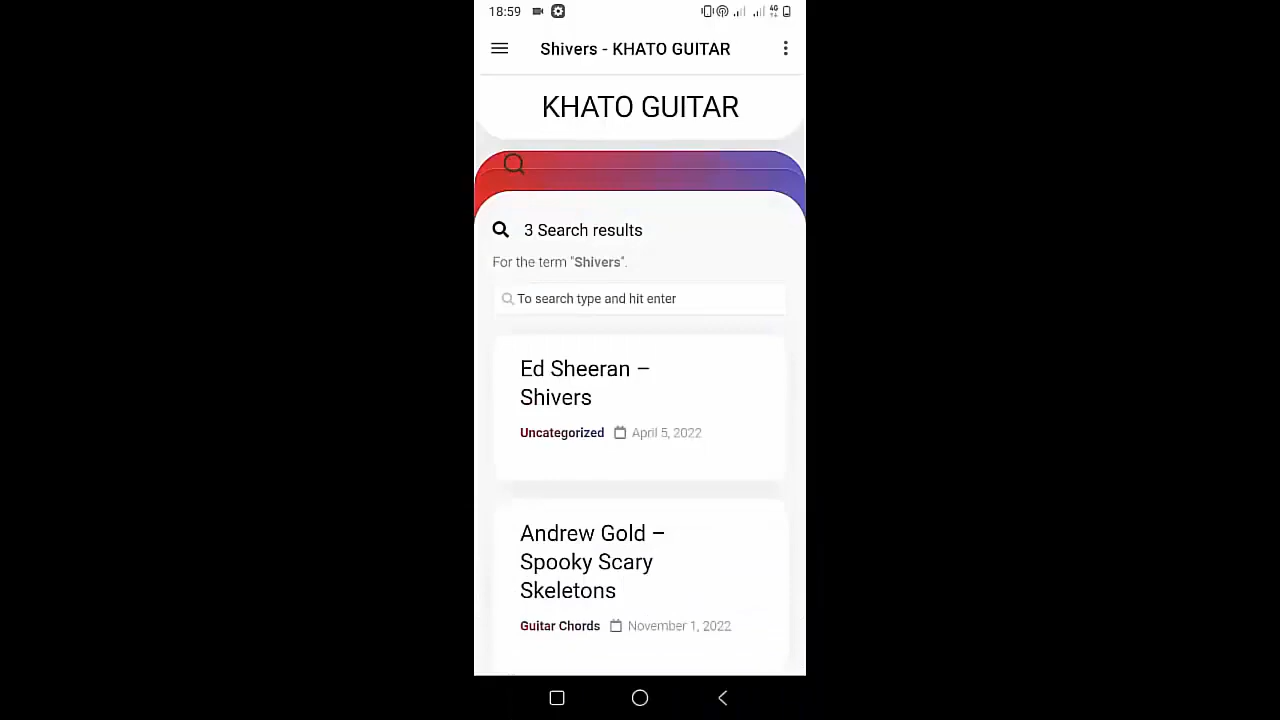 18:59
4G
Shivers - KHATO GUITAR
KHATO GUITAR
3 Search results
For the term "Shivers".
To search type and hit enter
Ed Sheeran –
Shivers
Uncategorized April 5, 2022
Andrew Gold –
Spooky Scary
Skeletons
Guitar Chords November 1, 2022